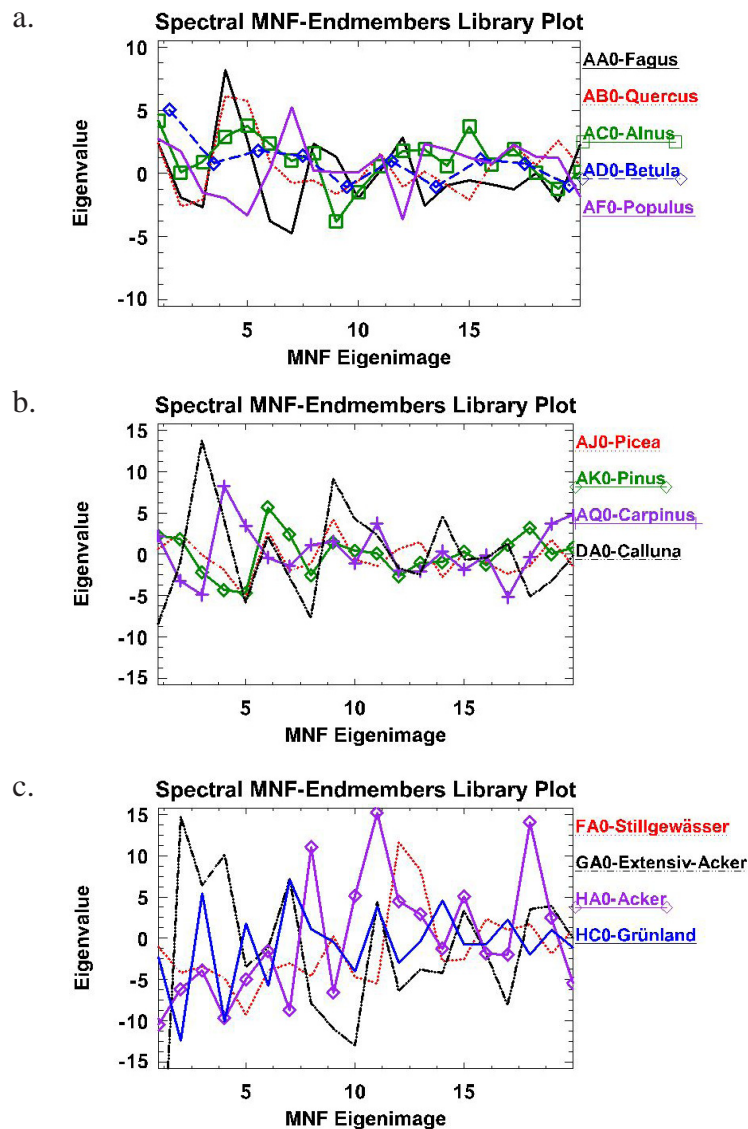 a.
Spectral MNF-Endmembers Library Plot
10
5
0
-5
-10
Eigenvalue
5
10
15
MNF Eigenimage
AA0-Fagus
AB0-Quercus
AC0-Alnus
AD0-Betula
AF0-Populus
b.
Spectral MNF-Endmembers Library Plot
15
10
5
0
-5
-10
-15
Eigenvalue
5
10
15
MNF Eigenimage
AJ0-Picea
AK0-Pinus
AQ0-Carpinus
DA0-Calluna
c.
Spectral MNF-Endmembers Library Plot
15
10
5
0
-5
-10
-15
Eigenvalue
5
10
15
MNF Eigenimage
FA0-Stillgewässer
GA0-Extensiv-Acker
HA0-Acker
HC0-Grünland